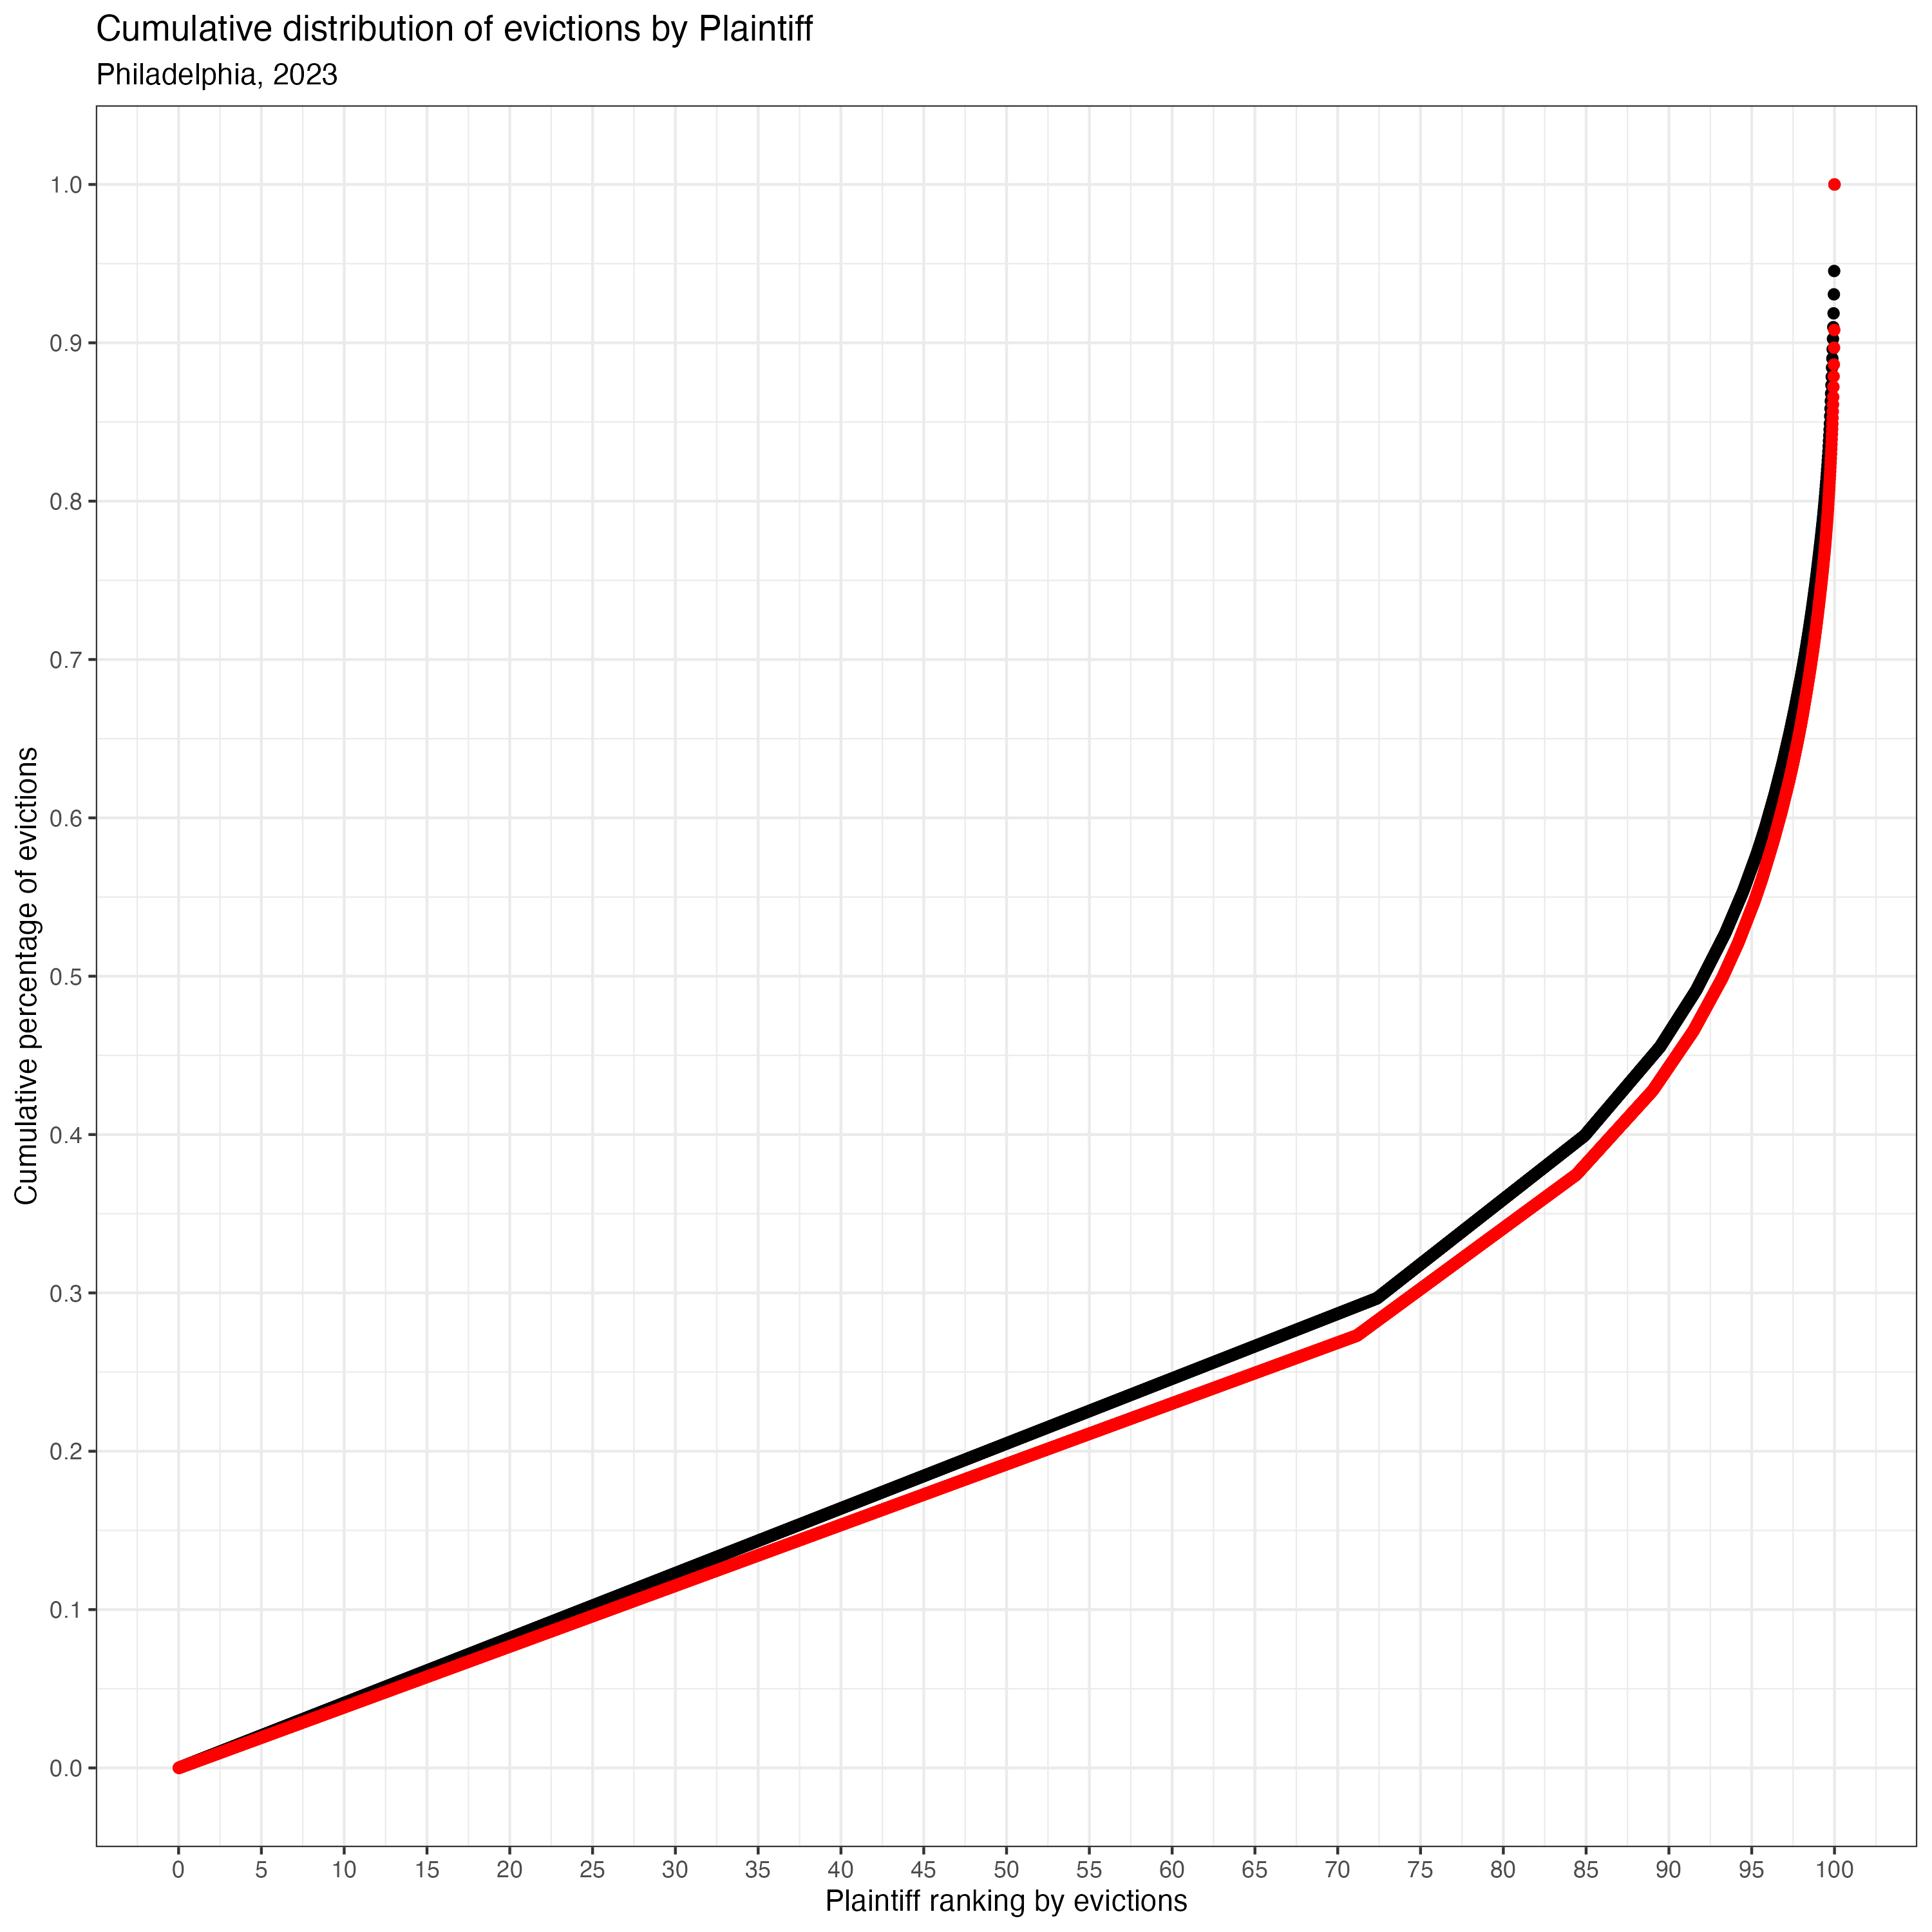 Cumulative distribution of evictions by Plaintiff
Philadelphia, 2023
Cumulative percentage of evictions
1.0
0.9
0.8
0.7
0.6
0.5
0.4
0.3
0.2
0.1
0.0
0 5 10 15 20 25 30 35 40 45 50 55 60 65 70 75 80 85 90 95 100
Plaintiff ranking by evictions